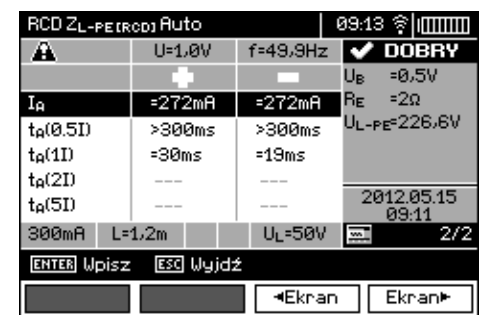 RCD ZL-PE[RCD] Auto 09:13
U=1,0V f=49,9Hz DOBRY
UB =0,5V
IA =272mA =272mA RE =2Ω
tA(0.5I) >300ms >300ms UL-PE=226,6V
tA(1I) =30ms =19ms
tA(2I) --- ---
tA(5I) --- --- 2012.05.15
09:11
300mA L=1,2m UL=50V 2/2
ENTER Wpisz ESC Wyjdź
◄Ekran Ekran►